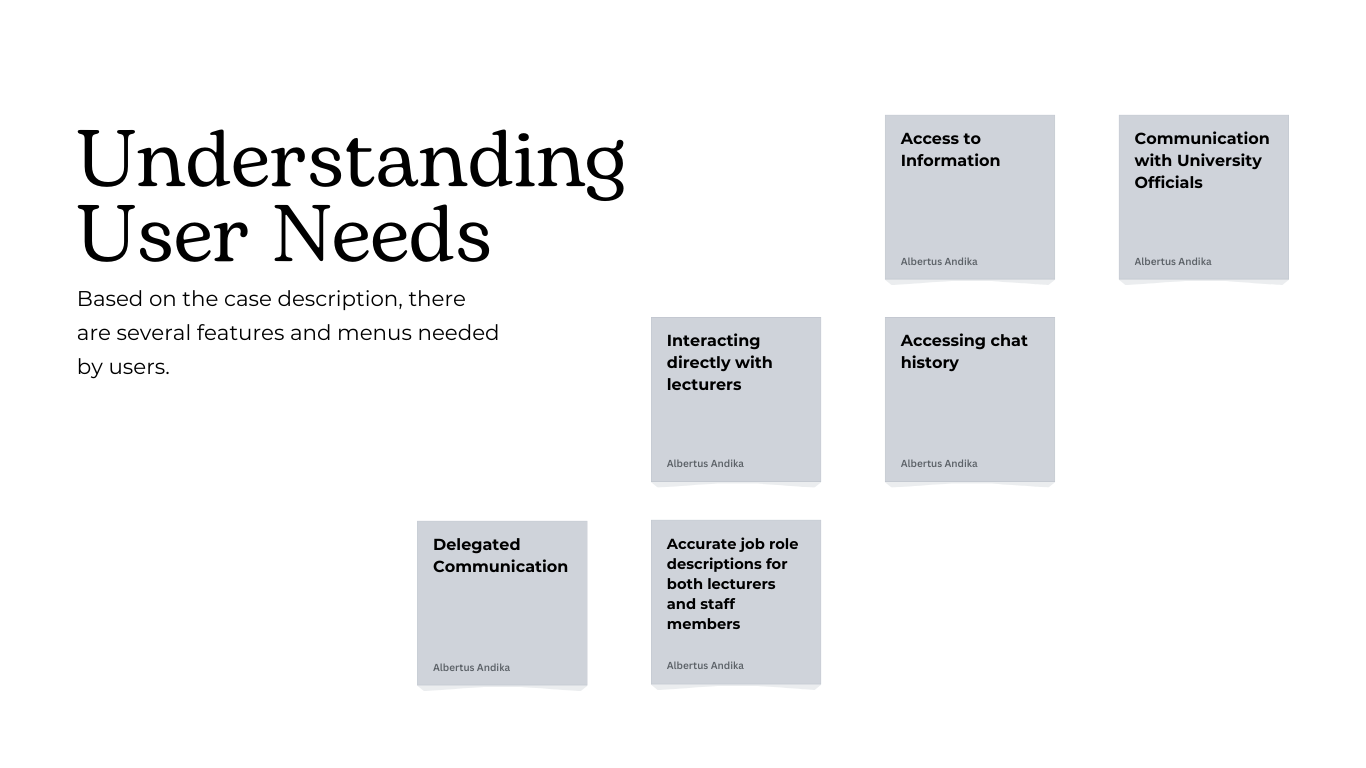 Understanding
User Needs
Based on the case description, there
are several features and menus needed
by users.
Access to
Information
Albertus Andika
Communication
with University
Officials
Albertus Andika
Interacting
directly with
lecturers
Albertus Andika
Accessing chat
history
Albertus Andika
Delegated
Communication
Albertus Andika
Accurate job role
descriptions for
both lecturers
and staff
members
Albertus Andika